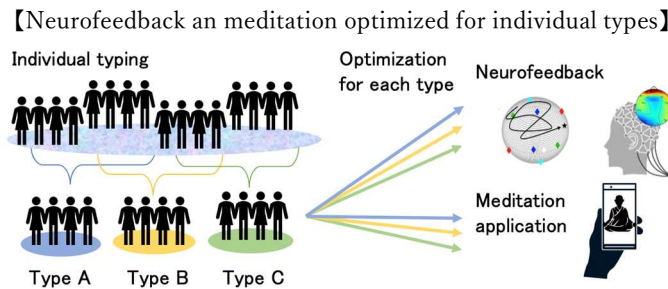 【Neurofeedback an meditation optimized for individual types】
Individual typing
Optimization
for each type
Neurofeedback
Meditation
application
Type A
Type B
Type C